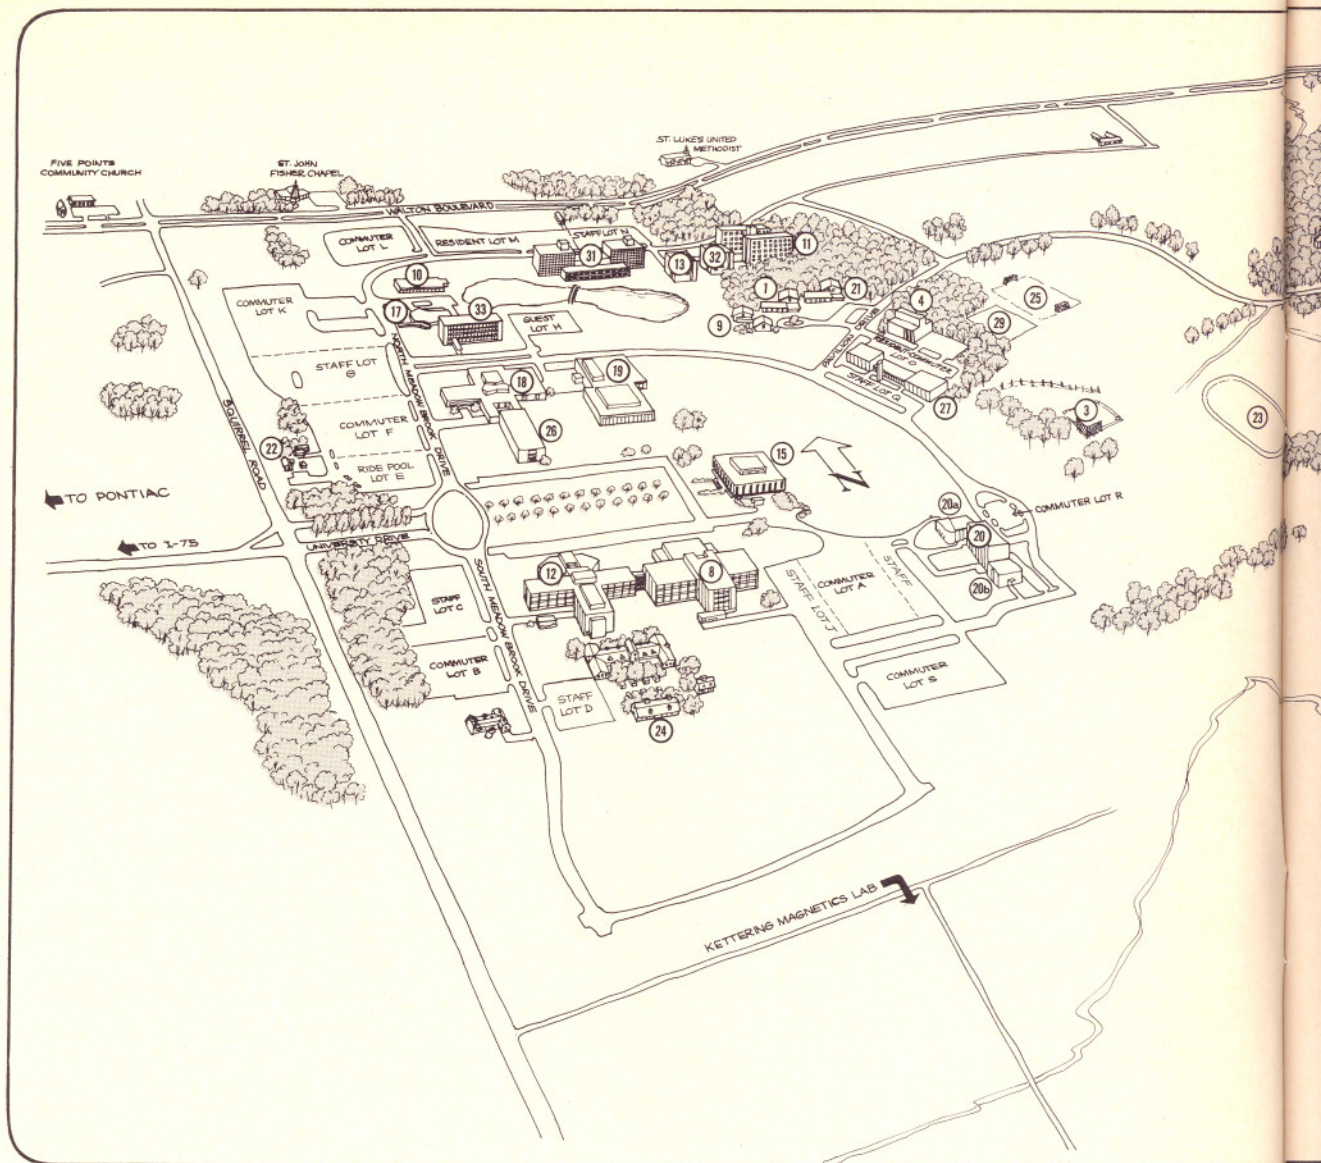 ST. LUKE'S UNITED
METHODIST
FIVE POINTS
COMMUNITY CHURCH
ST. JOHN
FISHER CHAPEL
WALTON BOULEVARD
COMMUTER
LOT L
RESIDENT LOT M
STAFF LOT N
31
13
32
11
10
17
33
GUEST
LOT H
7
21
9
4
25
29
COMMUTER
LOT K
STAFF LOT
G
NORTH MEADOW BROOK DRIVE
18
19
26
PAVILION DRIVE
LOT O
STAFF LOT Q
27
3
23
SQUIRREL ROAD
22
COMMUTER
LOT F
RIDE POOL
LOT E
15
N
TO PONTIAC
TO I-75
UNIVERSITY DRIVE
COMMUTER LOT R
20a
20
20b
12
8
STAFF LOT J
COMMUTER
LOT A
STAFF
STAFF
LOT C
SOUTH MEADOW BROOK DRIVE
COMMUTER
LOT B
STAFF
LOT D
24
COMMUTER
LOT S
KETTERING MAGNETICS LAB